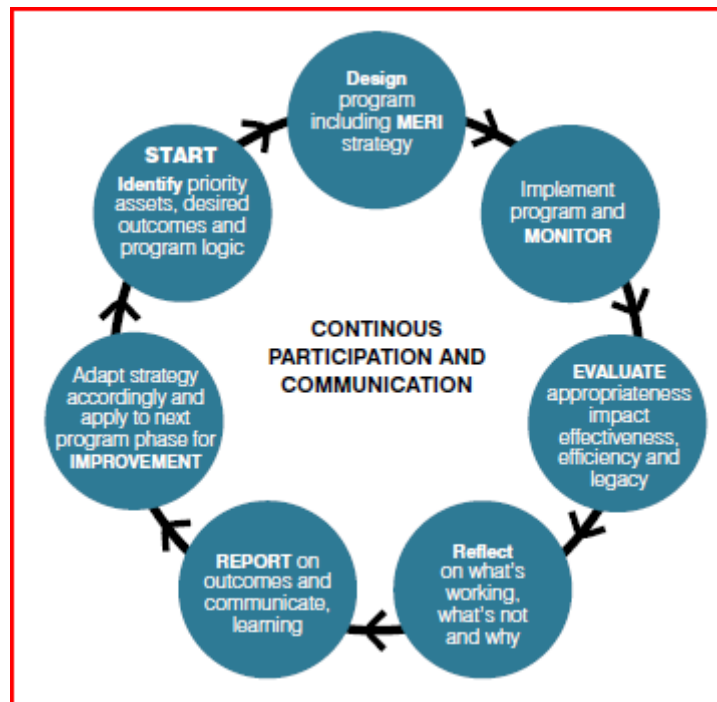 START
Identify priority
assets, desired
outcomes and
program logic
Design
program
including MERI
strategy
Implement
program and
MONITOR
EVALUATE
appropriateness
impact
effectiveness,
efficiency and
legacy
Reflect
on what's
working,
what's not
and why
REPORT on
outcomes and
communicate,
learning
Adapt strategy
accordingly and
apply to next
program phase for
IMPROVEMENT
CONTINOUS
PARTICIPATION AND
COMMUNICATION